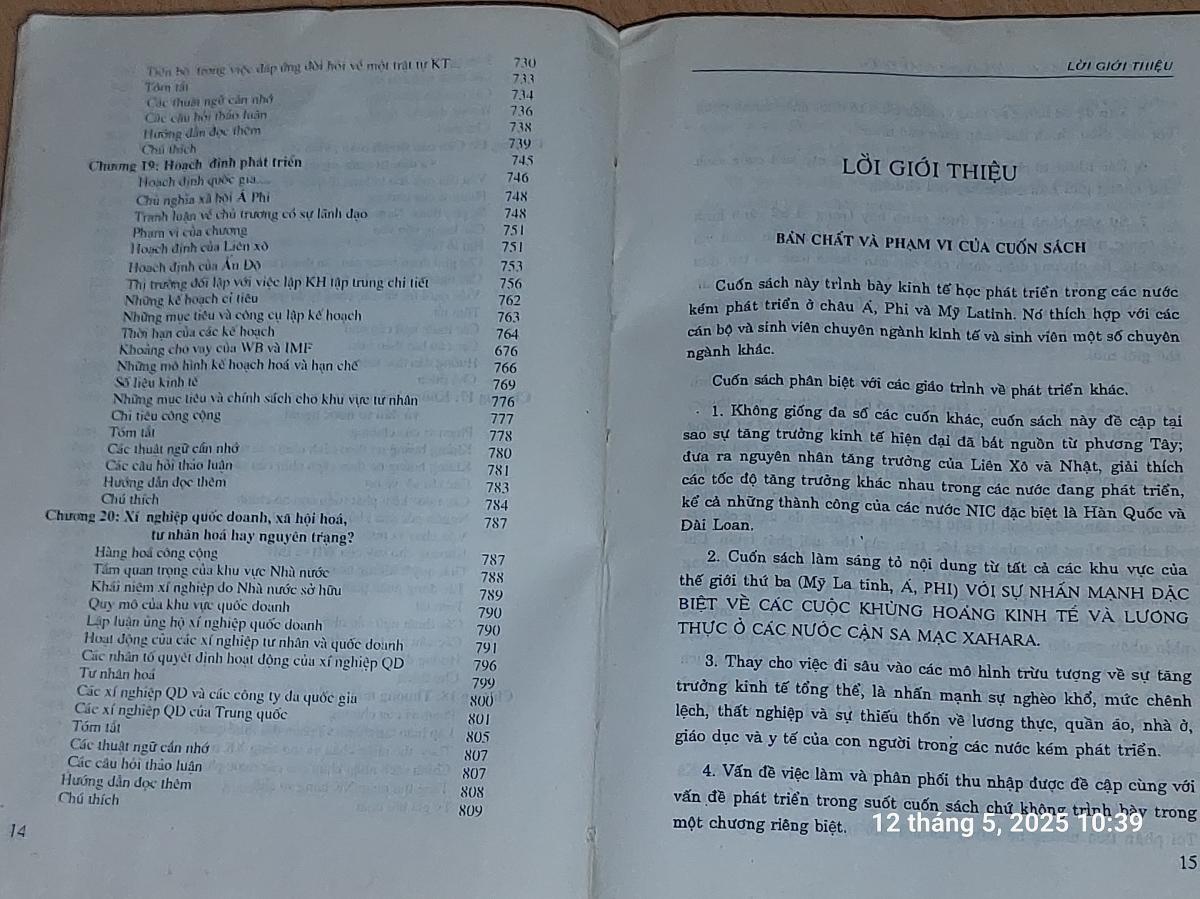 Tiến bộ trong việc đáp ứng đòi hỏi về một trật tự KT... 730
Tóm tắt 733
Các thuật ngữ cần nhớ 734
Các câu hỏi thảo luận 736
Hướng dẫn đọc thêm 738
Chú thích 739
Chương 19: Hoạch định phát triển 745
Hoạch định quốc gia.... 746
Chủ nghĩa xã hội Á Phi 748
Tranh luận về chủ trương có sự lãnh đạo 748
Phạm vi của chương 751
Hoạch định của Liên xô 751
Hoạch định của Ấn Độ 753
Thị trường đối lập với việc lập KH tập trung chi tiết 756
Những kế hoạch chỉ tiêu 762
Những mục tiêu và công cụ lập kế hoạch 763
Thời hạn của các kế hoạch 764
Khoảng cho vay của WB và IMF 676
Những mô hình kế hoạch hoá và hạn chế 766
Số liệu kinh tế 769
Những mục tiêu và chính sách cho khu vực tư nhân 776
Chi tiêu công cộng 777
Tóm tắt 778
Các thuật ngữ cần nhớ 780
Các câu hỏi thảo luận 781
Hướng dẫn đọc thêm 783
Chú thích 784
Chương 20: Xí nghiệp quốc doanh, xã hội hoá, 787
tư nhân hoá hay nguyên trạng?
Hàng hoá công cộng 787
Tầm quan trọng của khu vực Nhà nước 788
Khái niệm xí nghiệp do Nhà nước sở hữu 789
Quy mô của khu vực quốc doanh 790
Lập luận ủng hộ xí nghiệp quốc doanh 790
Hoạt động của các xí nghiệp tư nhân và quốc doanh 791
Các nhân tố quyết định hoạt động của xí nghiệp QD 796
Tư nhân hoá 799
Các xí nghiệp QD và các công ty đa quốc gia 800
Các xí nghiệp QD của Trung quốc 801
Tóm tắt 805
Các thuật ngữ cần nhớ 807
Các câu hỏi thảo luận 807
Hướng dẫn đọc thêm 808
Chú thích 809
14
LỜI GIỚI THIỆU
LỜI GIỚI THIỆU
BẢN CHẤT VÀ PHẠM VI CỦA CUỐN SÁCH
Cuốn sách này trình bày kinh tế học phát triển trong các nước
kém phát triển ở châu Á, Phi và Mỹ Latinh. Nó thích hợp với các
cán bộ và sinh viên chuyên ngành kinh tế và sinh viên một số chuyên
ngành khác.
Cuốn sách phân biệt với các giáo trình về phát triển khác.
1. Không giống đa số các cuốn khác, cuốn sách này đề cập tại
sao sự tăng trưởng kinh tế hiện đại đã bắt nguồn từ phương Tây;
đưa ra nguyên nhân tăng trưởng của Liên Xô và Nhật, giải thích
các tốc độ tăng trưởng khác nhau trong các nước đang phát triển,
kể cả những thành công của các nước NIC đặc biệt là Hàn Quốc và
Đài Loan.
2. Cuốn sách làm sáng tỏ nội dung từ tất cả các khu vực của
thế giới thứ ba (Mỹ La tinh, Á, PHI) VỚI SỰ NHẤN MẠNH ĐẶC
BIỆT VỀ CÁC CUỘC KHỦNG HOẢNG KINH TẾ VÀ LƯƠNG
THỰC Ở CÁC NƯỚC CẬN SA MẠC XAHARA.
3. Thay cho việc đi sâu vào các mô hình trừu tượng về sự tăng
trưởng kinh tế tổng thể, là nhấn mạnh sự nghèo khổ, mức chênh
lệch, thất nghiệp và sự thiếu thốn về lương thực, quần áo, nhà ở,
giáo dục và y tế của con người trong các nước kém phát triển.
4. Vấn đề việc làm và phân phối thu nhập được đề cập cùng với
vấn đề phát triển trong suốt cuốn sách chứ không trình bày trong
một chương riêng biệt.
12 tháng 5, 2025 10:39
15